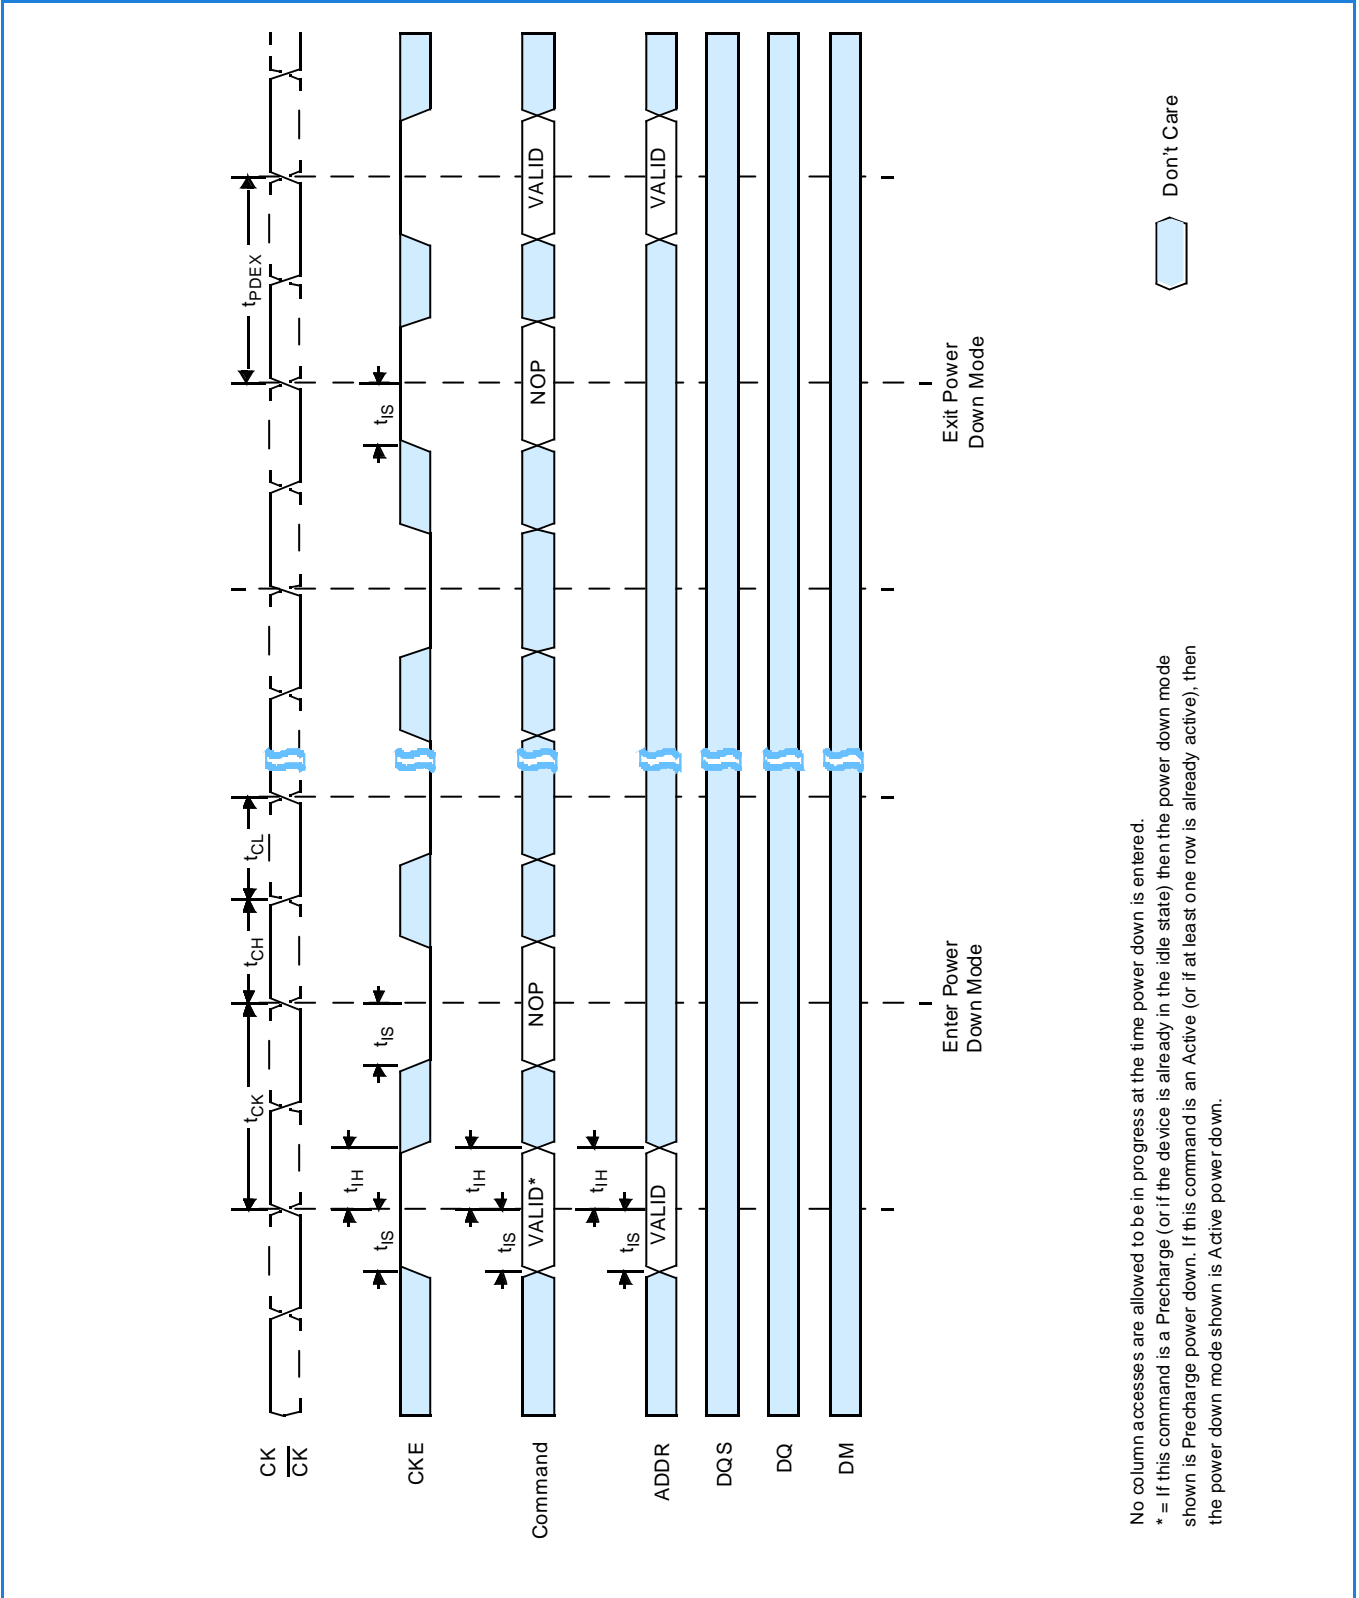 CK
CK
CKE
Command
ADDR
DQS
DQ
DM
tCK
tCH
tCL
tPDEX
tIS
tIH
tIS
tIS
tIS
tIH
tIS
tIH
VALID*
NOP
NOP
VALID
VALID
VALID
Enter Power
Down Mode
Exit Power
Down Mode
Don't Care
No column accesses are allowed to be in progress at the time power down is entered.
* = If this command is a Precharge (or if the device is already in the idle state) then the power down mode
shown is Precharge power down. If this command is an Active (or if at least one row is already active), then
the power down mode shown is Active power down.